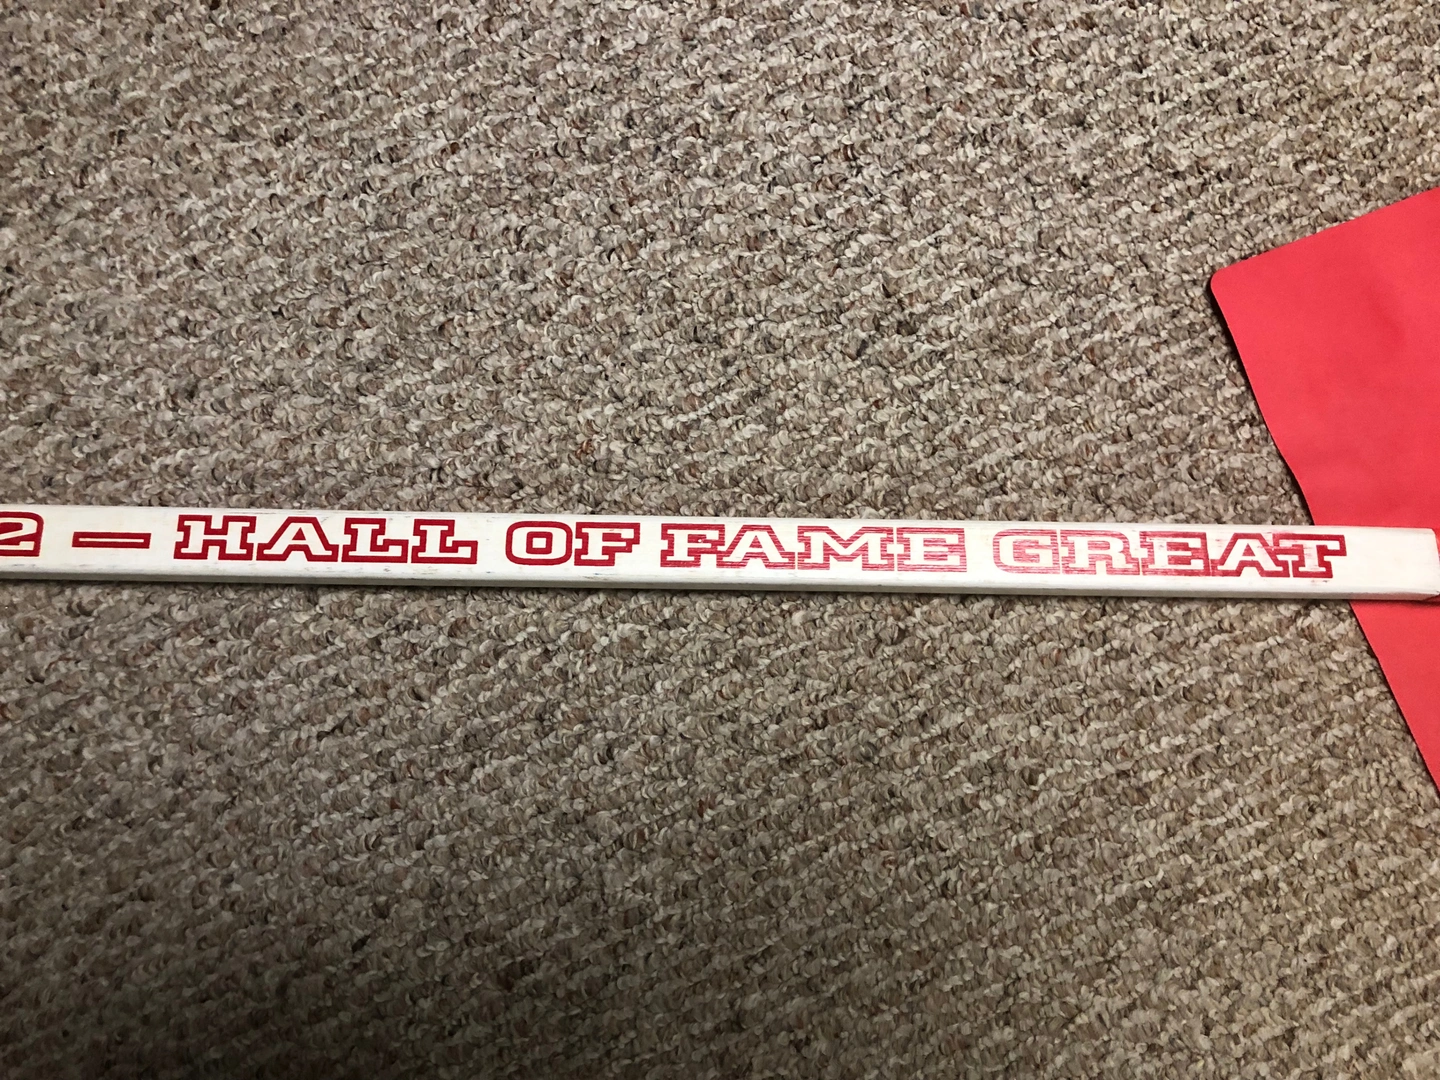 2 — HALL OF FAME GREAT